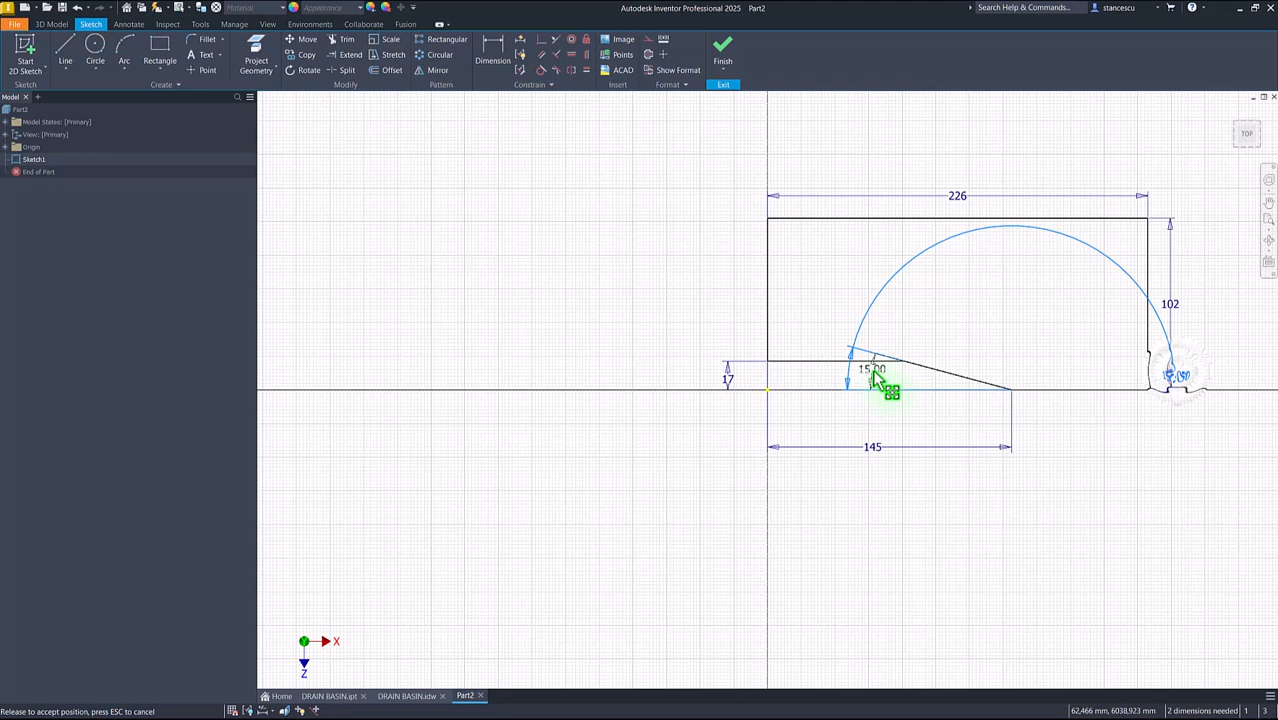 Material
Appearance
Autodesk Inventor Professional 2025 Part2
Search Help & Commands...
stancescu
File
3D Model
Sketch
Annotate
Inspect
Tools
Manage
View
Environments
Collaborate
Fusion
Start
2D Sketch
Line
Circle
Arc
Rectangle
Fillet
Text
Point
Project
Geometry
Move
Copy
Rotate
Trim
Extend
Split
Scale
Stretch
Offset
Rectangular
Circular
Mirror
Dimension
Image
Points
ACAD
Show Format
Finish
Sketch
Create
Modify
Pattern
Constrain
Insert
Format
Exit
Model
Part2
Model States: [Primary]
View: [Primary]
Origin
Sketch1
End of Part
TOP
226
102
15.00
17
145
X
Z
Home
DRAIN BASIN.ipt
DRAIN BASIN.idw
Part2
Release to accept position, press ESC to cancel
62,466 mm, 6038,923 mm
2 dimensions needed
1
3